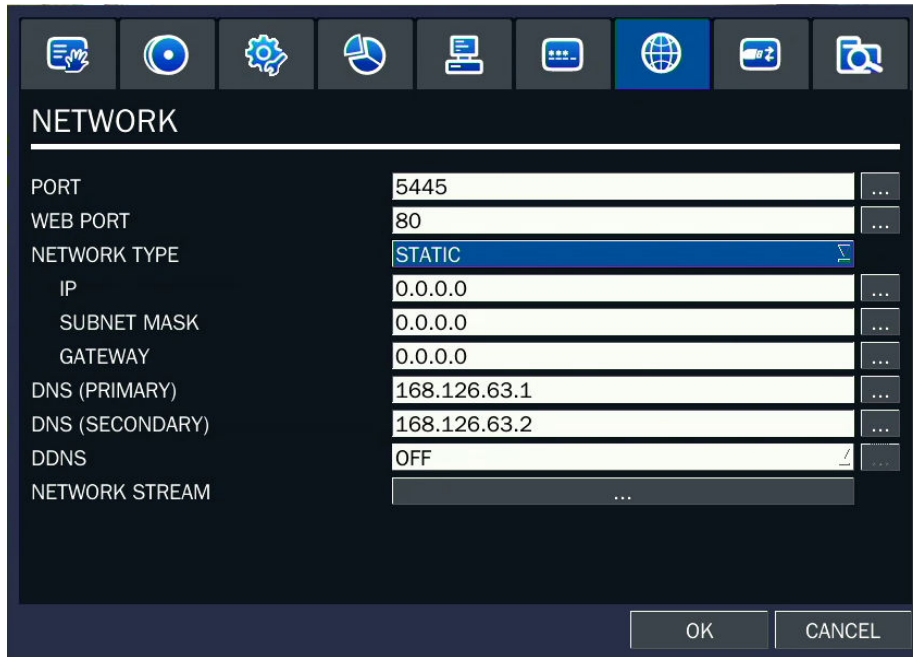 NETWORK
PORT 5445 ...
WEB PORT 80 ...
NETWORK TYPE STATIC
IP 0.0.0.0 ...
SUBNET MASK 0.0.0.0 ...
GATEWAY 0.0.0.0 ...
DNS (PRIMARY) 168.126.63.1 ...
DNS (SECONDARY) 168.126.63.2 ...
DDNS OFF ...
NETWORK STREAM ...
OK CANCEL